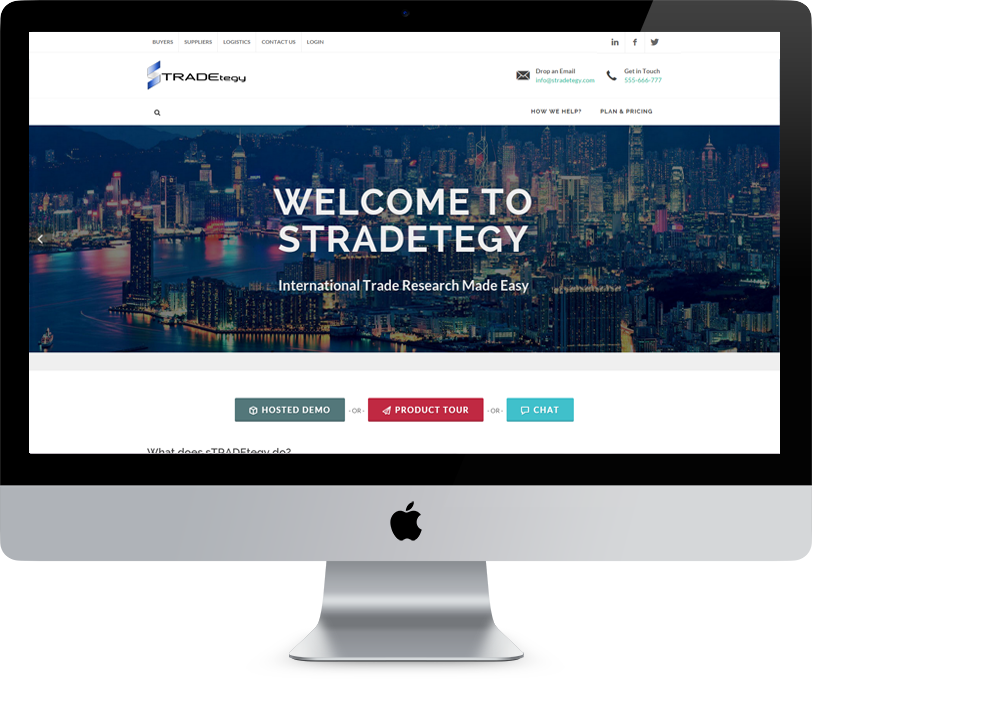 BUYERS SUPPLIERS LOGISTICS CONTACT US LOGIN
STRADEtegy
Drop an Email
info@stradetegy.com
Get in Touch
555-666-777
HOW WE HELP? PLAN & PRICING
WELCOME TO
STRADETEGY
International Trade Research Made Easy
HOSTED DEMO - OR - PRODUCT TOUR - OR - CHAT
What does sTRADEtegy do?